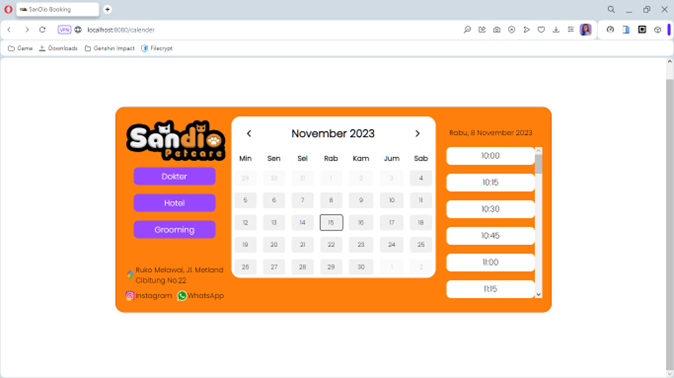 SanDio Booking
VPN
localhost:8080/calender
Game
Downloads
Genshin Impact
Filecrypt
Sandio
Petcard
Dokter
Hotel
Grooming
Ruko Melawai, Jl. Metland
Cibitung No.22
Instagram
WhatsApp
November 2023
Min Sen Sel Rab Kam Jum Sab
29 30 31 1 2 3 4
5 6 7 8 9 10 11
12 13 14 15 16 17 18
19 20 21 22 23 24 25
26 27 28 29 30 1 2
Rabu, 8 November 2023
10:00
10:15
10:30
10:45
11:00
11:15